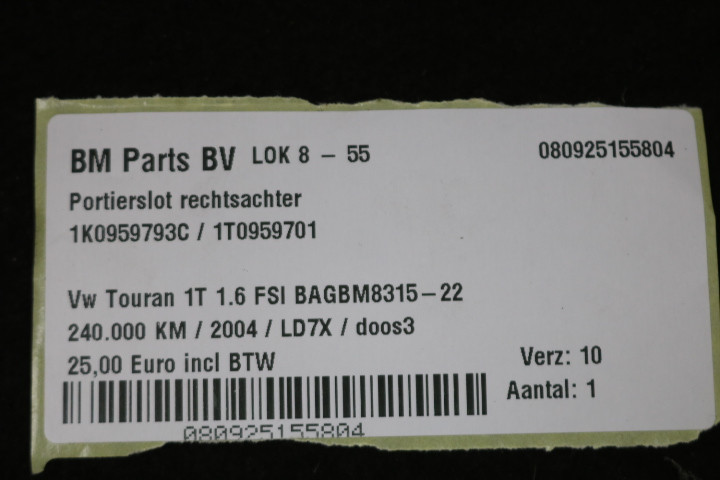 BM Parts BV LOK 8 - 55 080925155804
Portierslot rechtsachter
1K0959793C / 1T0959701
Vw Touran 1T 1.6 FSI BAGBM8315-22
240.000 KM / 2004 / LD7X / doos3
25,00 Euro incl BTW Verz: 10
Aantal: 1
080925155804